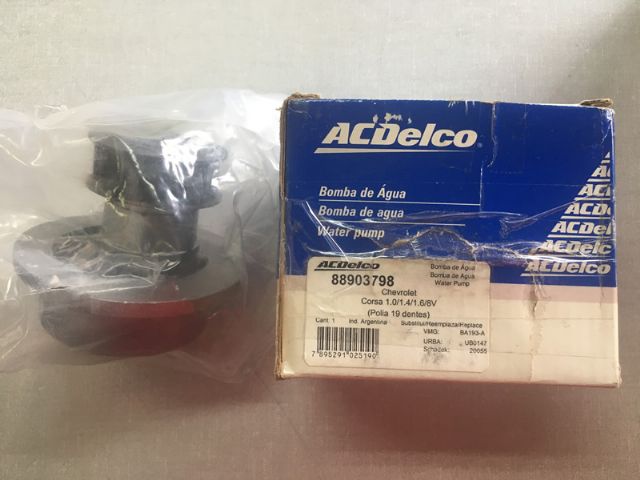 ACDelco
Bomba de Água
Bomba de agua
Water pump
ACDelco
ACDelco
ACDelco
ACDelco
ACDelco
ACDelco
Bomba de Água
Bomba de Agua
Water Pump
88903798
Chevrolet
Corsa 1.0/1.4/1.6/8V
(Polia 19 dentes)
Cant. 1 Ind. Argentina Substitui/Reemplaza/Replace
VMG: BA193-A
URBA: UB0147
Schadek: 20055
7 895291 025190